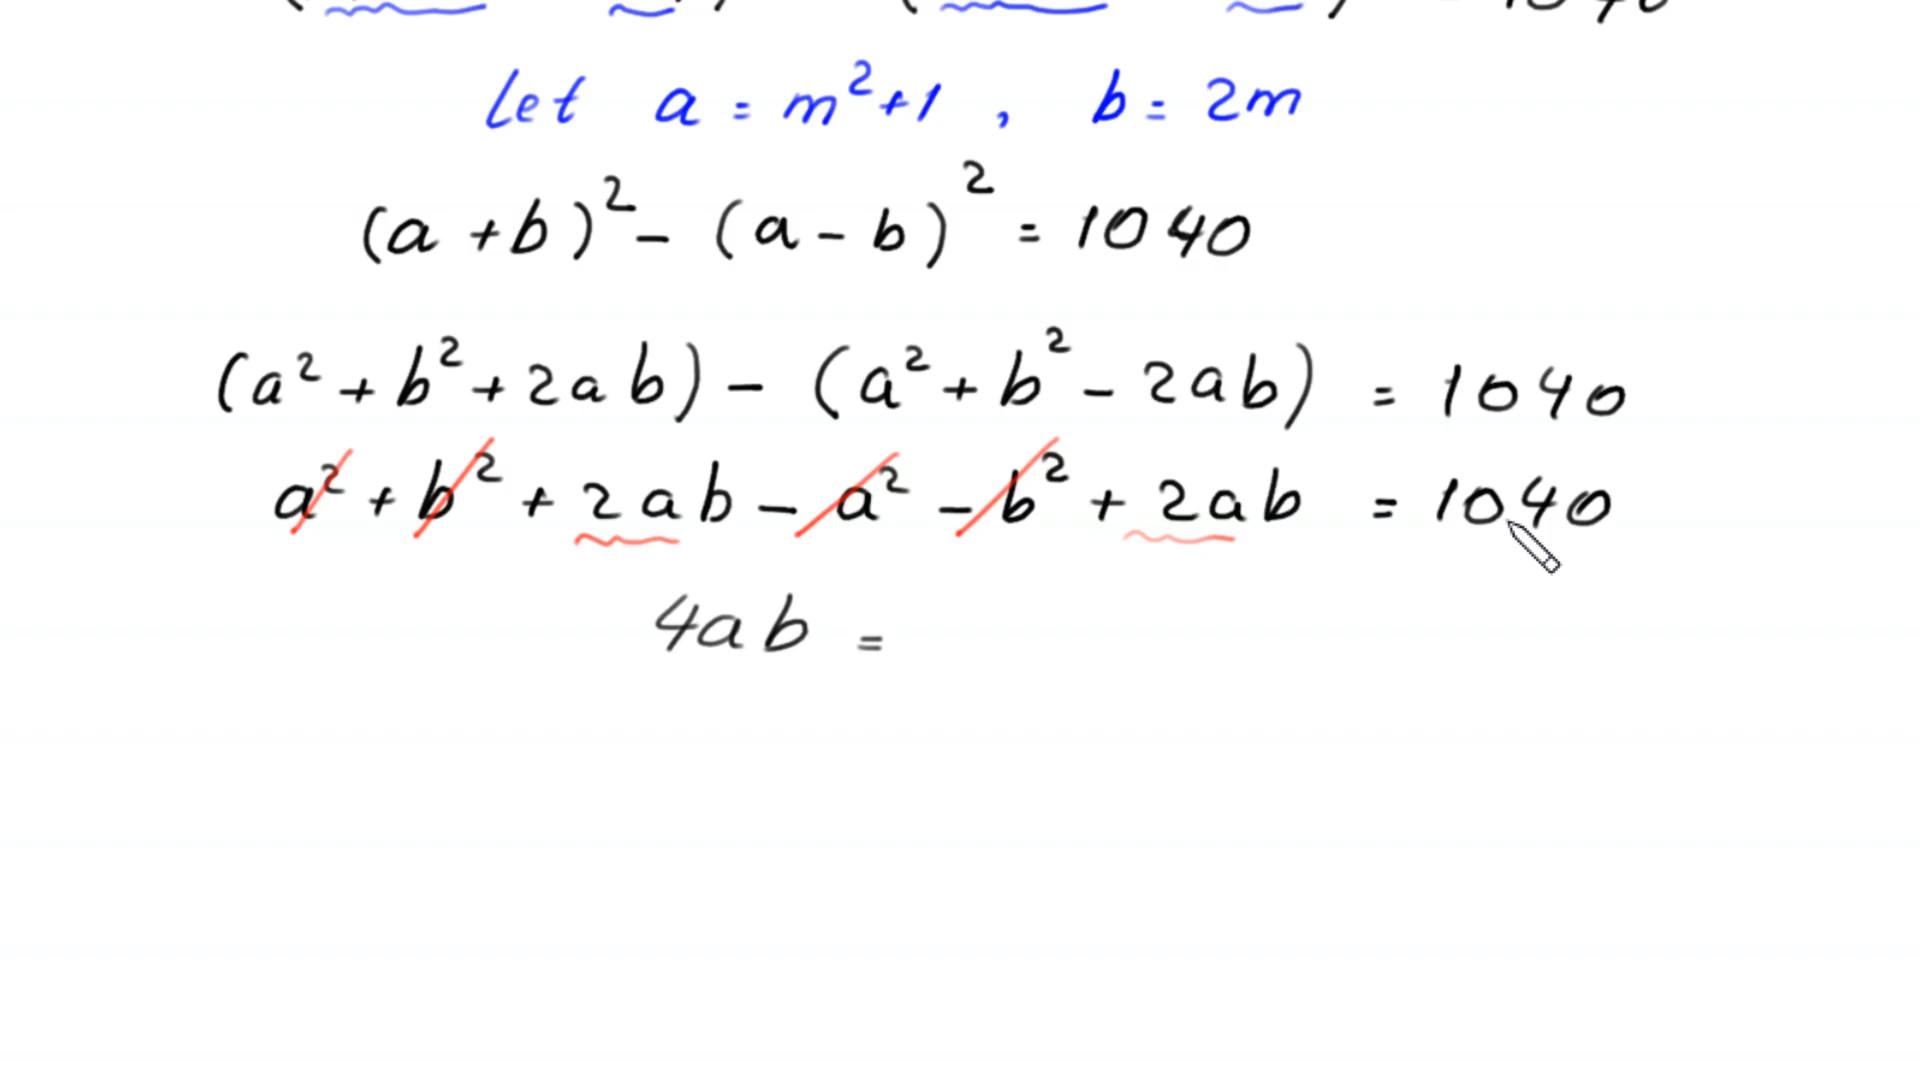 = 1040
Let a = m²+1 , b = 2m
(a +b)² - (a - b)² = 1040
(a² + b² + 2ab) - (a² + b² - 2ab) = 1040
a² + b² + 2ab - a² - b² + 2ab = 1040
4ab =